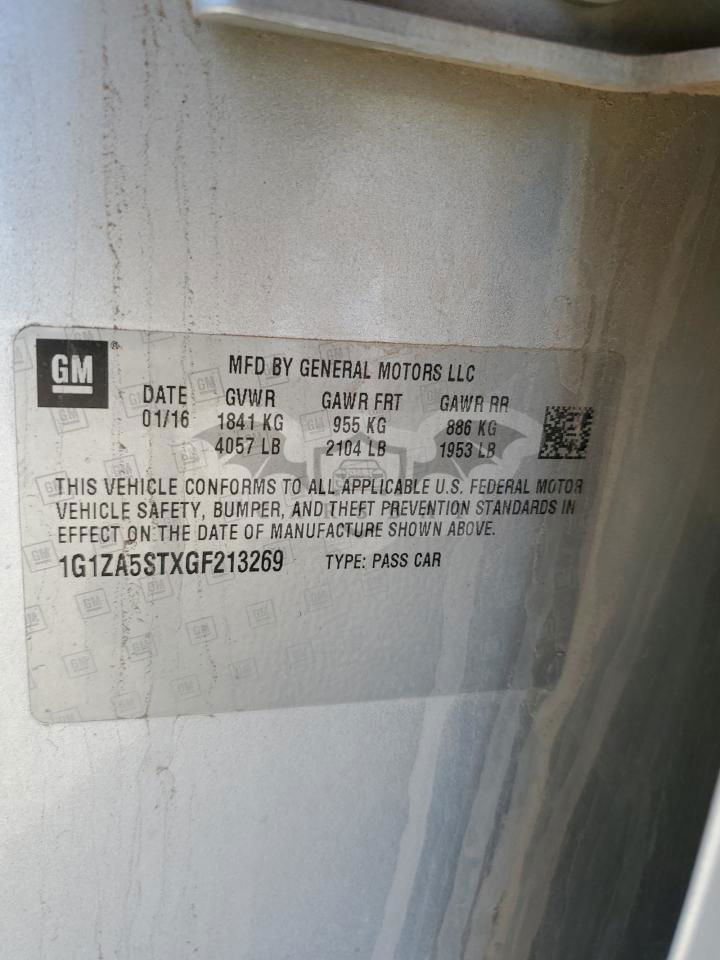 GM
MFD BY GENERAL MOTORS LLC
DATE GVWR GAWR FRT GAWR RR
01/16 1841 KG 955 KG 886 KG
4057 LB 2104 LB 1953 LB
THIS VEHICLE CONFORMS TO ALL APPLICABLE U.S. FEDERAL MOTOR
VEHICLE SAFETY, BUMPER, AND THEFT PREVENTION STANDARDS IN
EFFECT ON THE DATE OF MANUFACTURE SHOWN ABOVE.
1G1ZA5STXGF213269 TYPE: PASS CAR